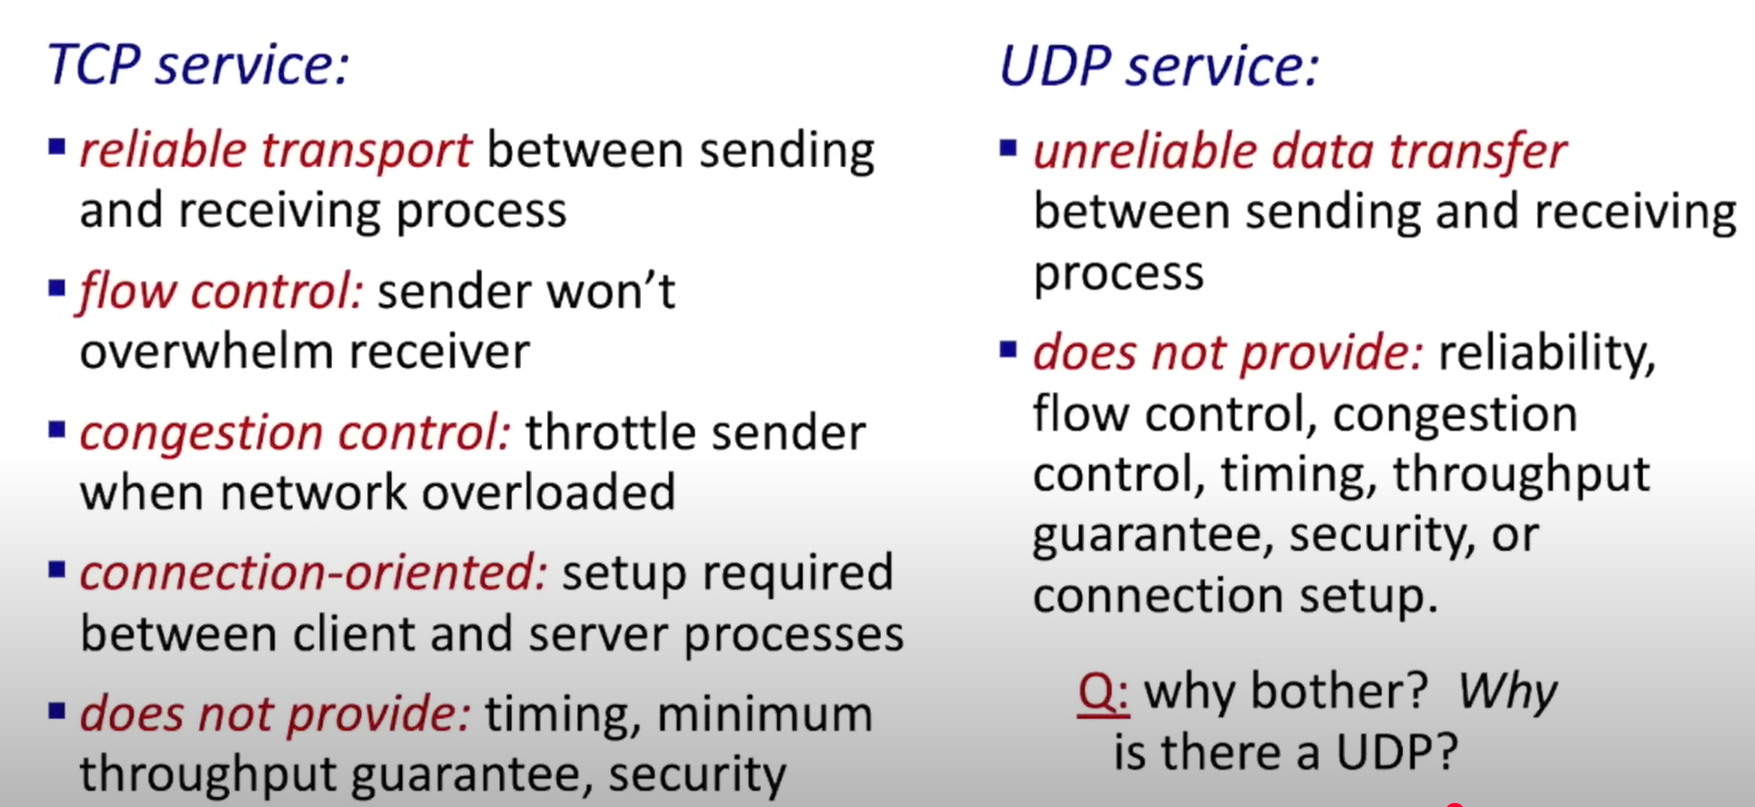 TCP service:
▪ reliable transport between sending
and receiving process
▪ flow control: sender won’t
overwhelm receiver
▪ congestion control: throttle sender
when network overloaded
▪ connection-oriented: setup required
between client and server processes
▪ does not provide: timing, minimum
throughput guarantee, security
UDP service:
▪ unreliable data transfer
between sending and receiving
process
▪ does not provide: reliability,
flow control, congestion
control, timing, throughput
guarantee, security, or
connection setup.
Q: why bother? Why
is there a UDP?